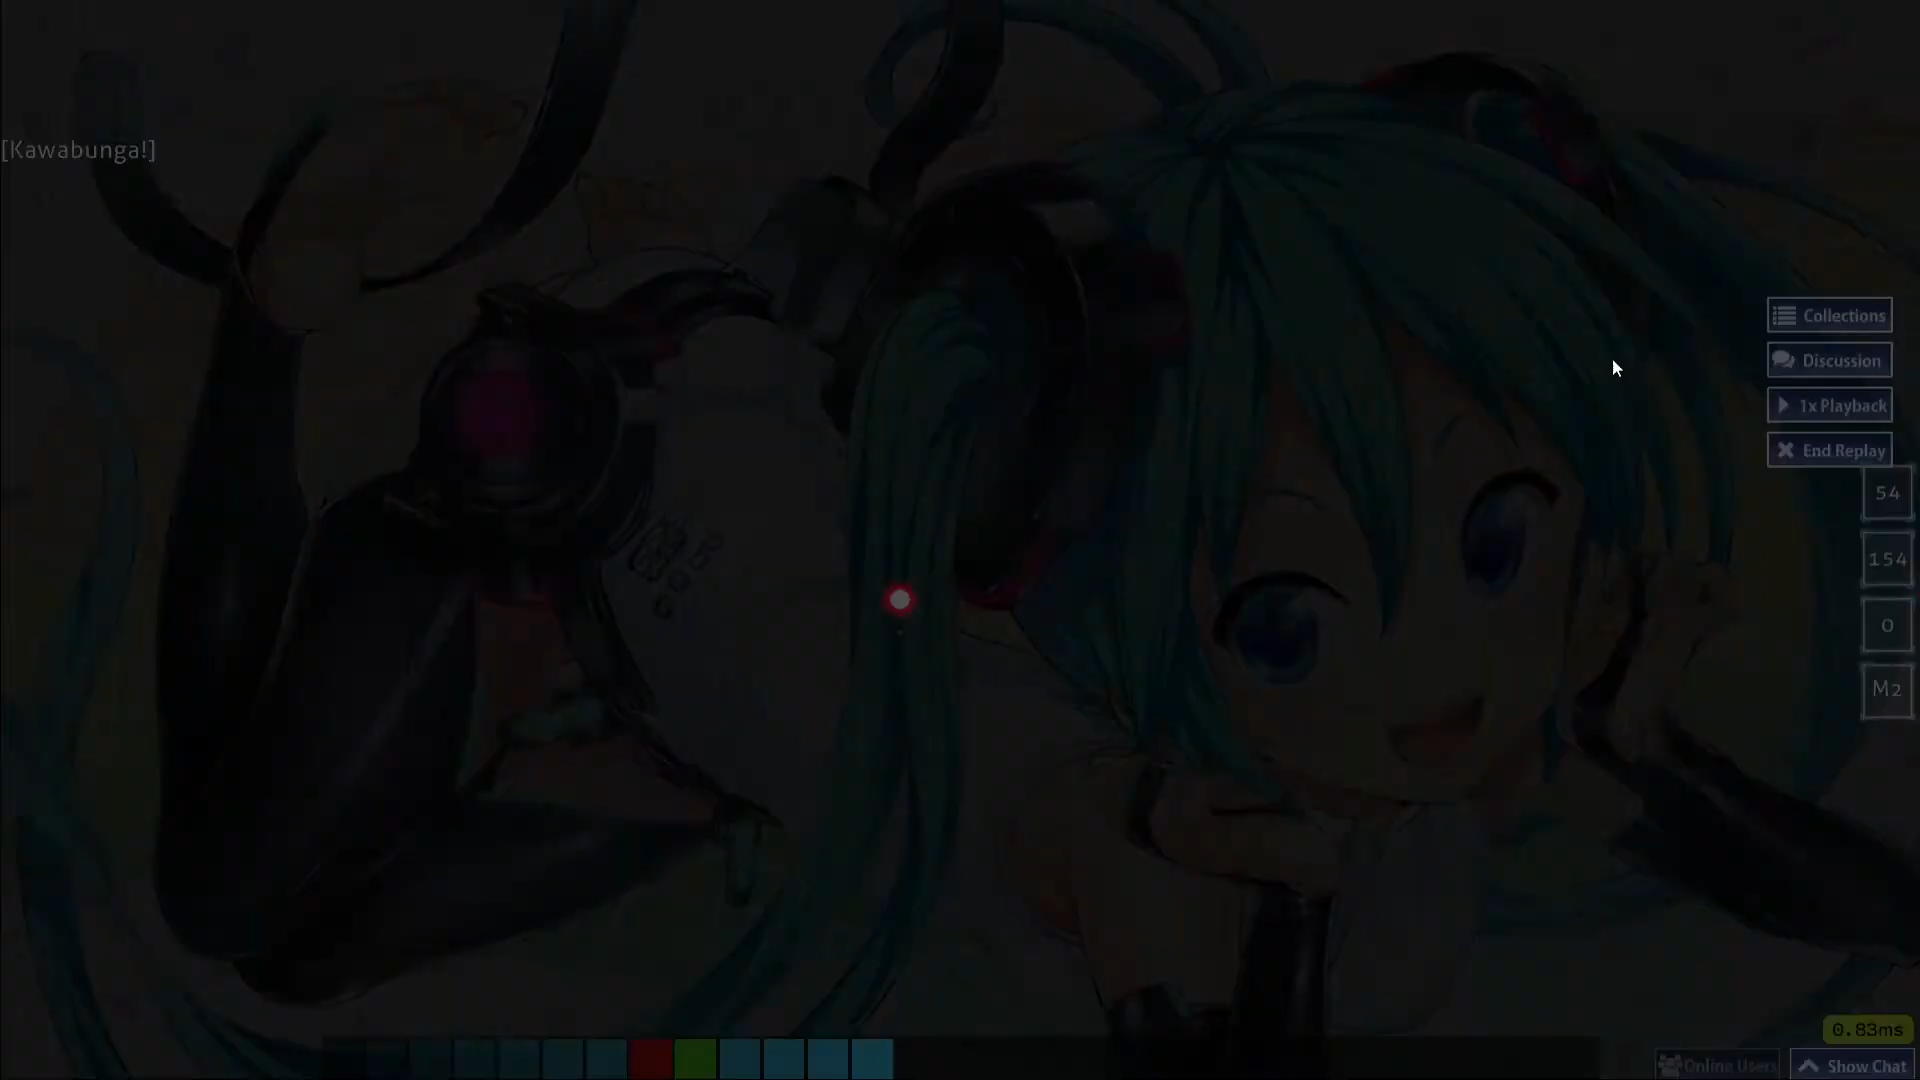 [Kawabunga!]
Collections
Discussion
1x Playback
End Replay
54
154
0
M2
0.83ms
Online Users
Show Chat